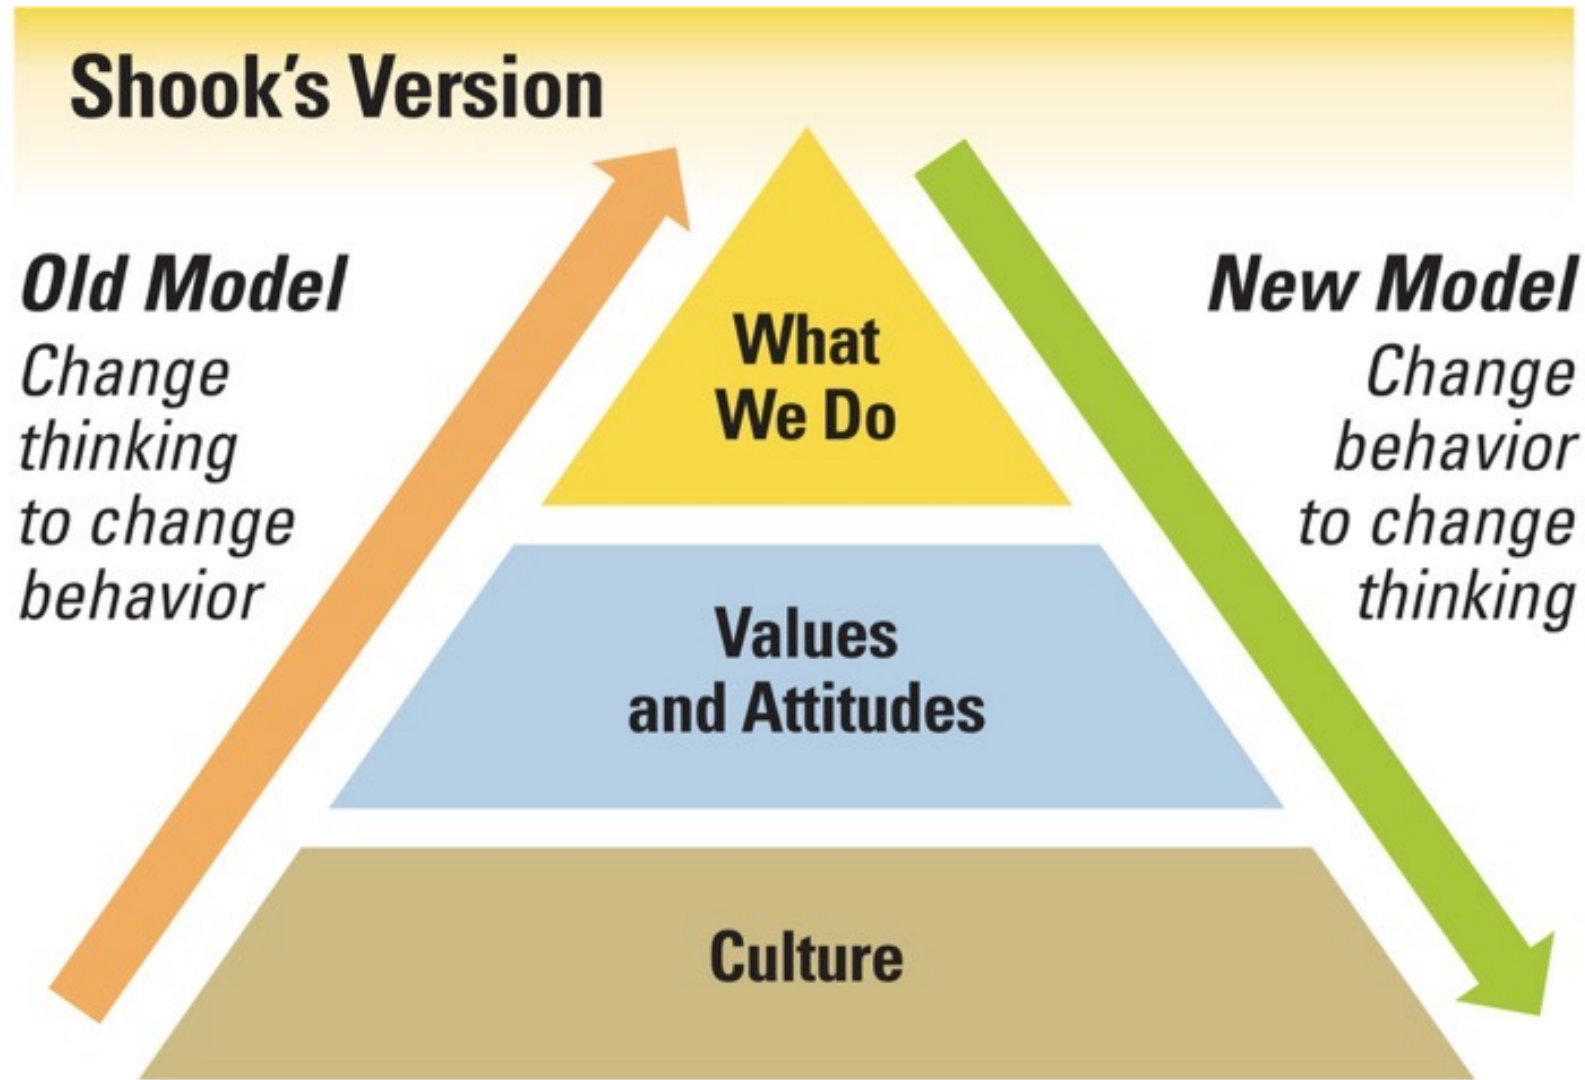 Shook's Version
Old Model
Change
thinking
to change
behavior
What
We Do
Values
and Attitudes
Culture
New Model
Change
behavior
to change
thinking